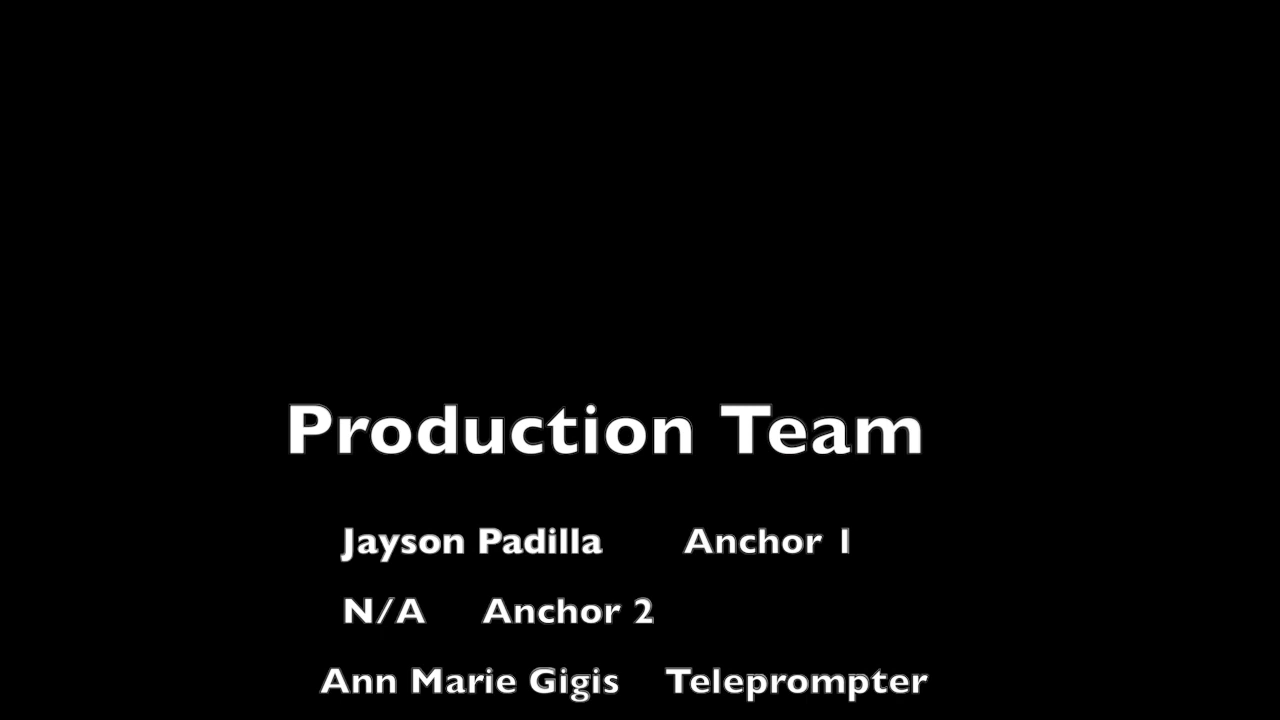 Production Team
Jayson Padilla Anchor 1
N/A Anchor 2
Ann Marie Gigis Teleprompter